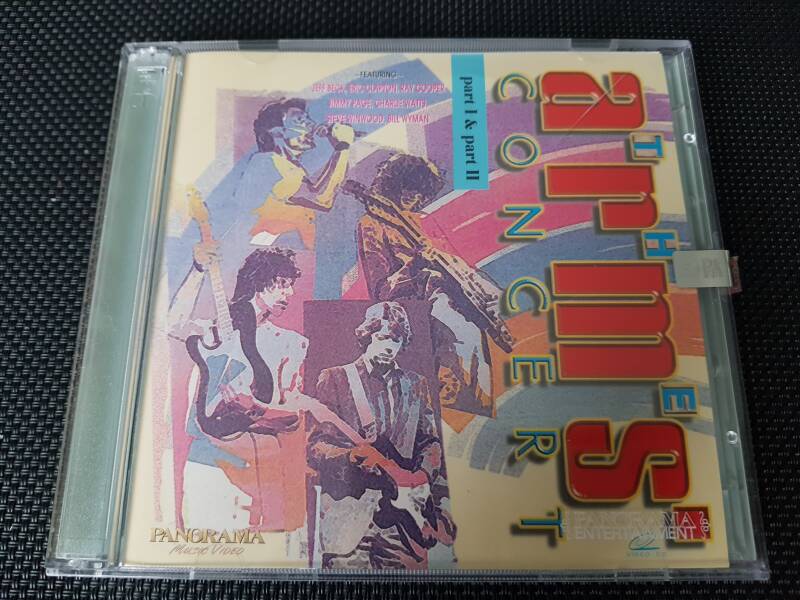 --FEATURING--
JEFF BECK, ERIC CLAPTON, RAY COOPER
JIMMY PAGE, CHARLIE WATTS
STEVE WINWOOD, BILL WYMAN
part I & part II
THE
arms
CONCERT
PANORAMA
MUSIC VIDEO
PANORAMA
ENTERTAINMENT